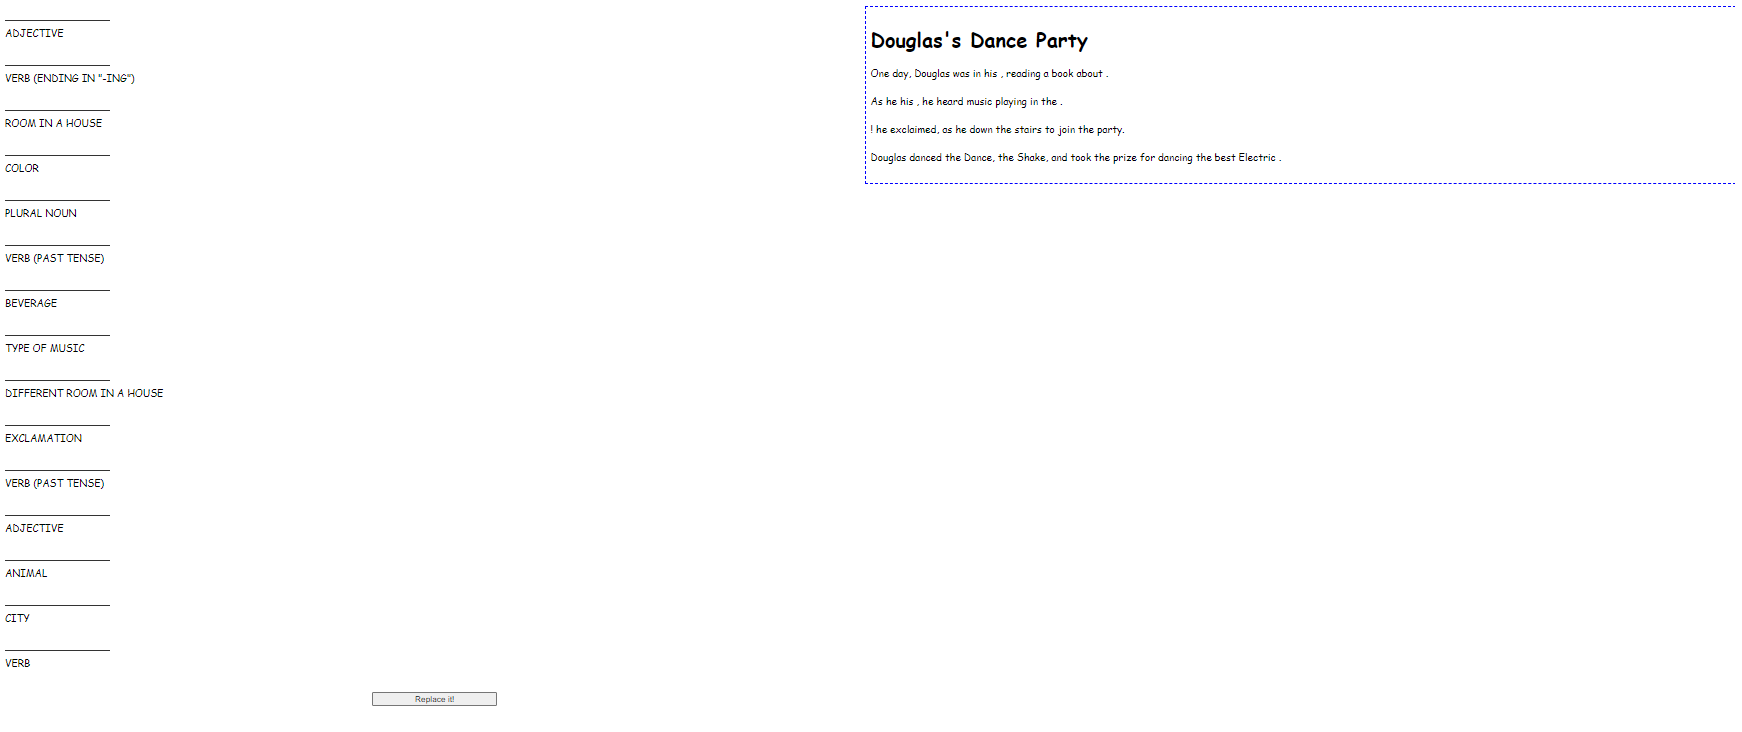 ADJECTIVE
VERB (ENDING IN "-ING")
ROOM IN A HOUSE
COLOR
PLURAL NOUN
VERB (PAST TENSE)
BEVERAGE
TYPE OF MUSIC
DIFFERENT ROOM IN A HOUSE
EXCLAMATION
VERB (PAST TENSE)
ADJECTIVE
ANIMAL
CITY
VERB
Replace it!
Douglas's Dance Party
One day, Douglas was in his , reading a book about .
As he his , he heard music playing in the .
! he exclaimed, as he down the stairs to join the party.
Douglas danced the Dance, the Shake, and took the prize for dancing the best Electric .